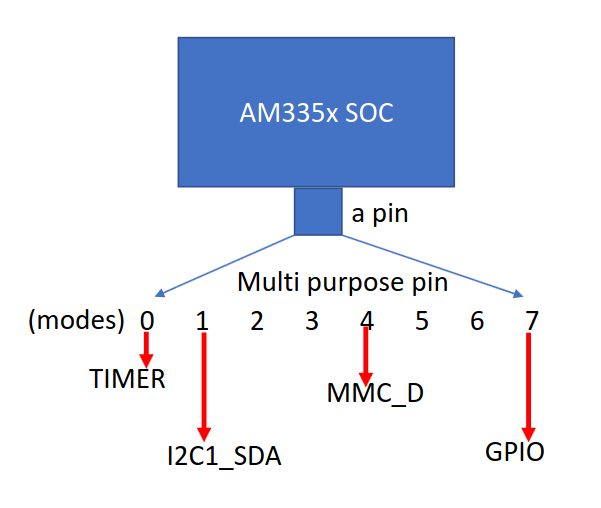 AM335x SOC
a pin
Multi purpose pin
(modes) 0 1 2 3 4 5 6 7
TIMER
MMC_D
I2C1_SDA
GPIO